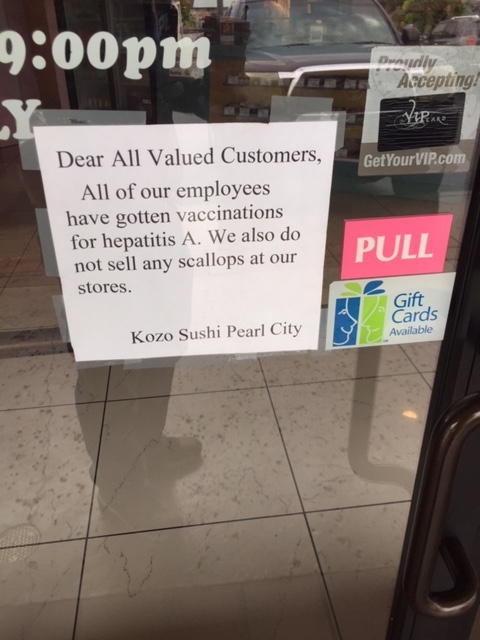 9:00pm
LY
Dear All Valued Customers,
All of our employees
have gotten vaccinations
for hepatitis A. We also do
not sell any scallops at our
stores.
Kozo Sushi Pearl City
Proudly
Accepting!
VIP
CARD
GetYourVIP.com
PULL
Gift
Cards
Available